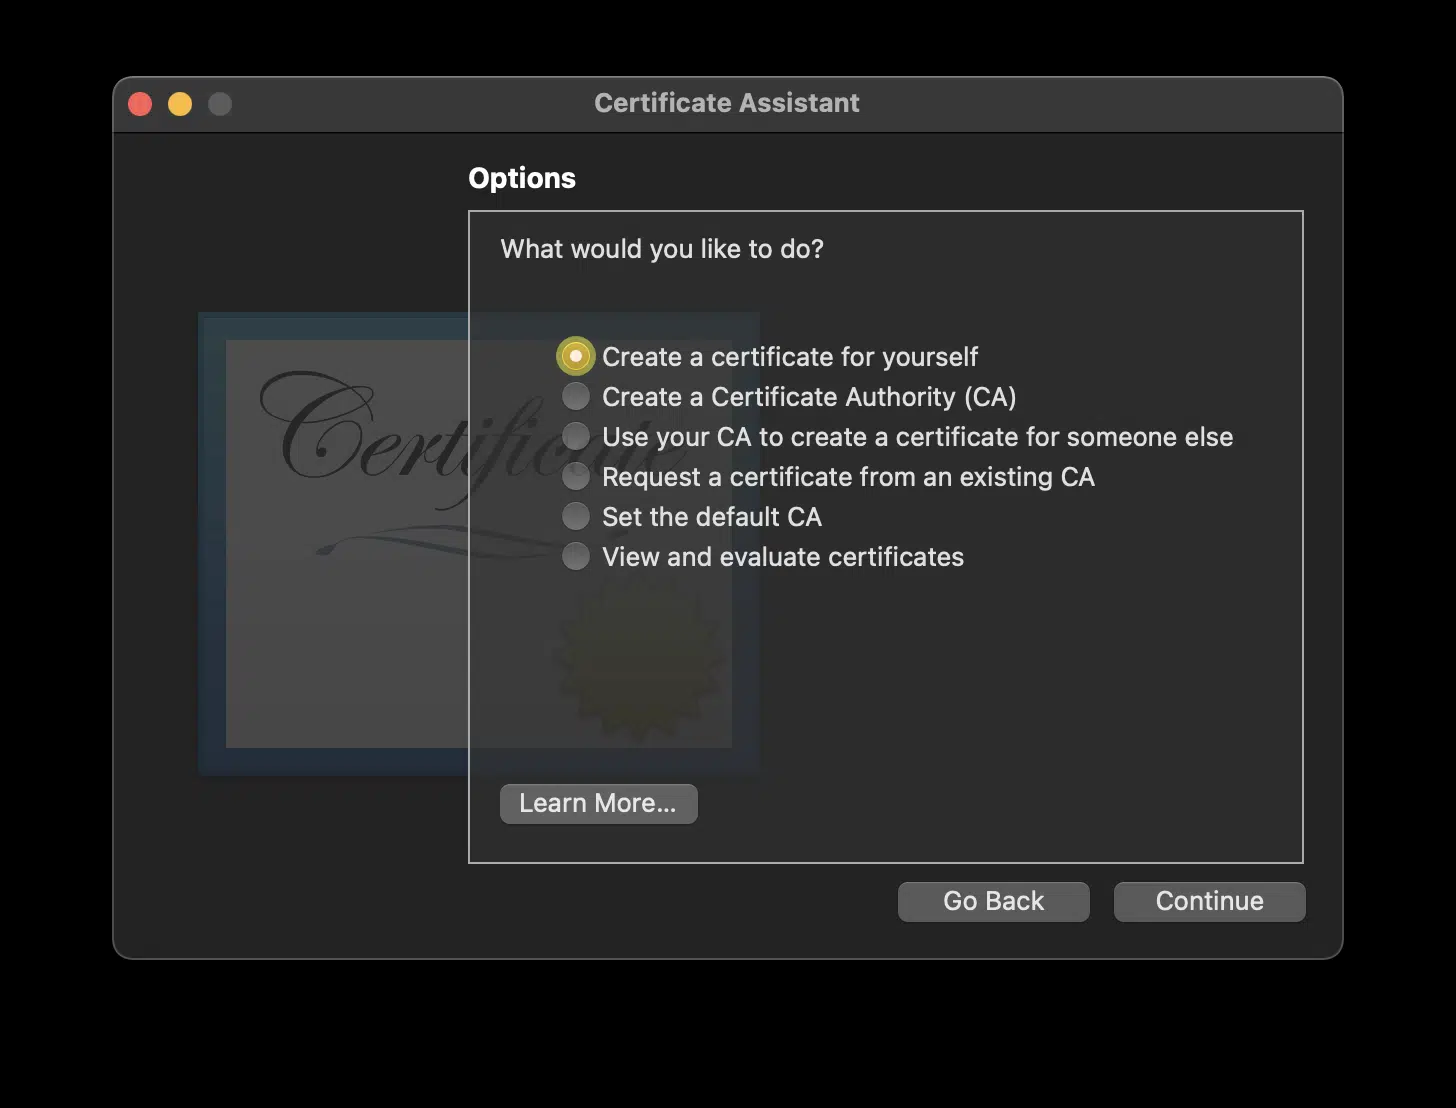 Certificate Assistant
Options
What would you like to do?
Create a certificate for yourself
Create a Certificate Authority (CA)
Use your CA to create a certificate for someone else
Request a certificate from an existing CA
Set the default CA
View and evaluate certificates
Certificate
Learn More...
Go Back
Continue